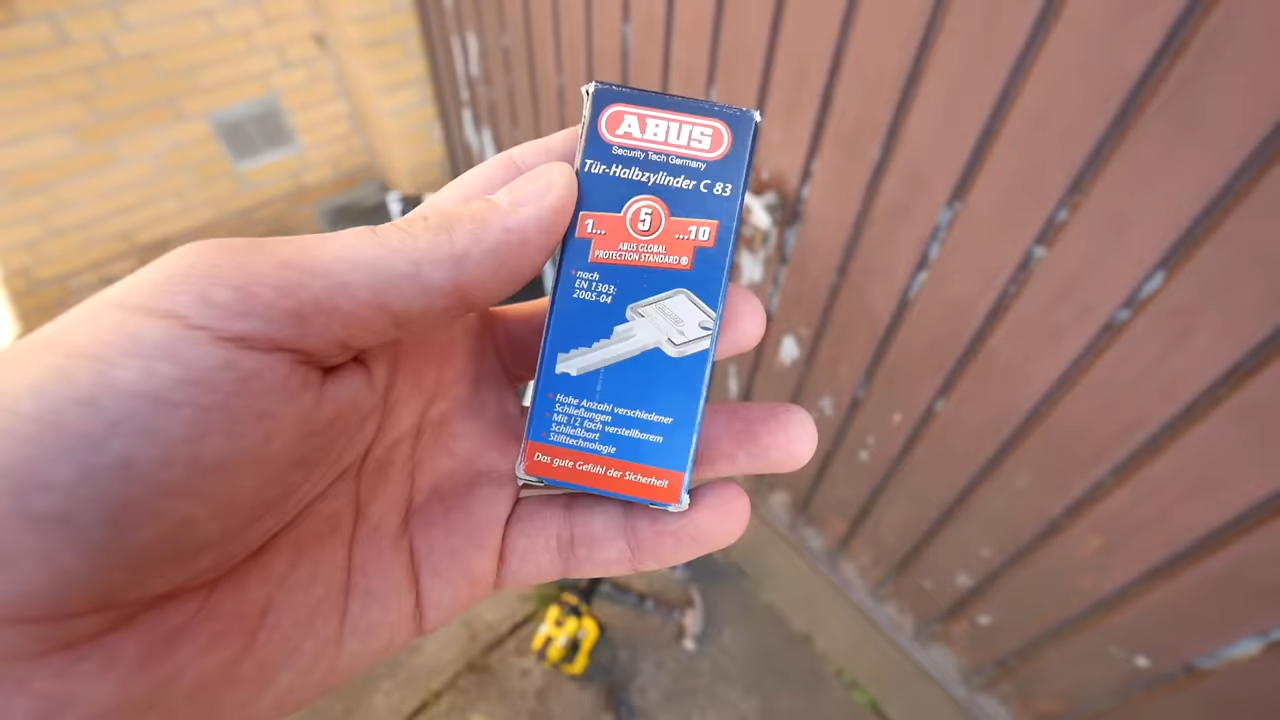 ABUS
Security Tech Germany
Tür-Halbzylinder C 83
1... 5 ...10
ABUS GLOBAL
PROTECTION STANDARD ®
nach
EN 1303:
2005-04
Hohe Anzahl verschiedener
Schließungen
Mit 12 fach verstellbarem
Schließbart
Stifttechnologie
Das gute Gefühl der Sicherheit